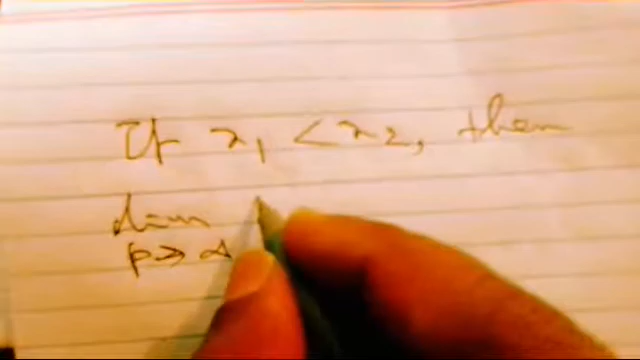 If x₁ < x₂, then
lim
p→∞